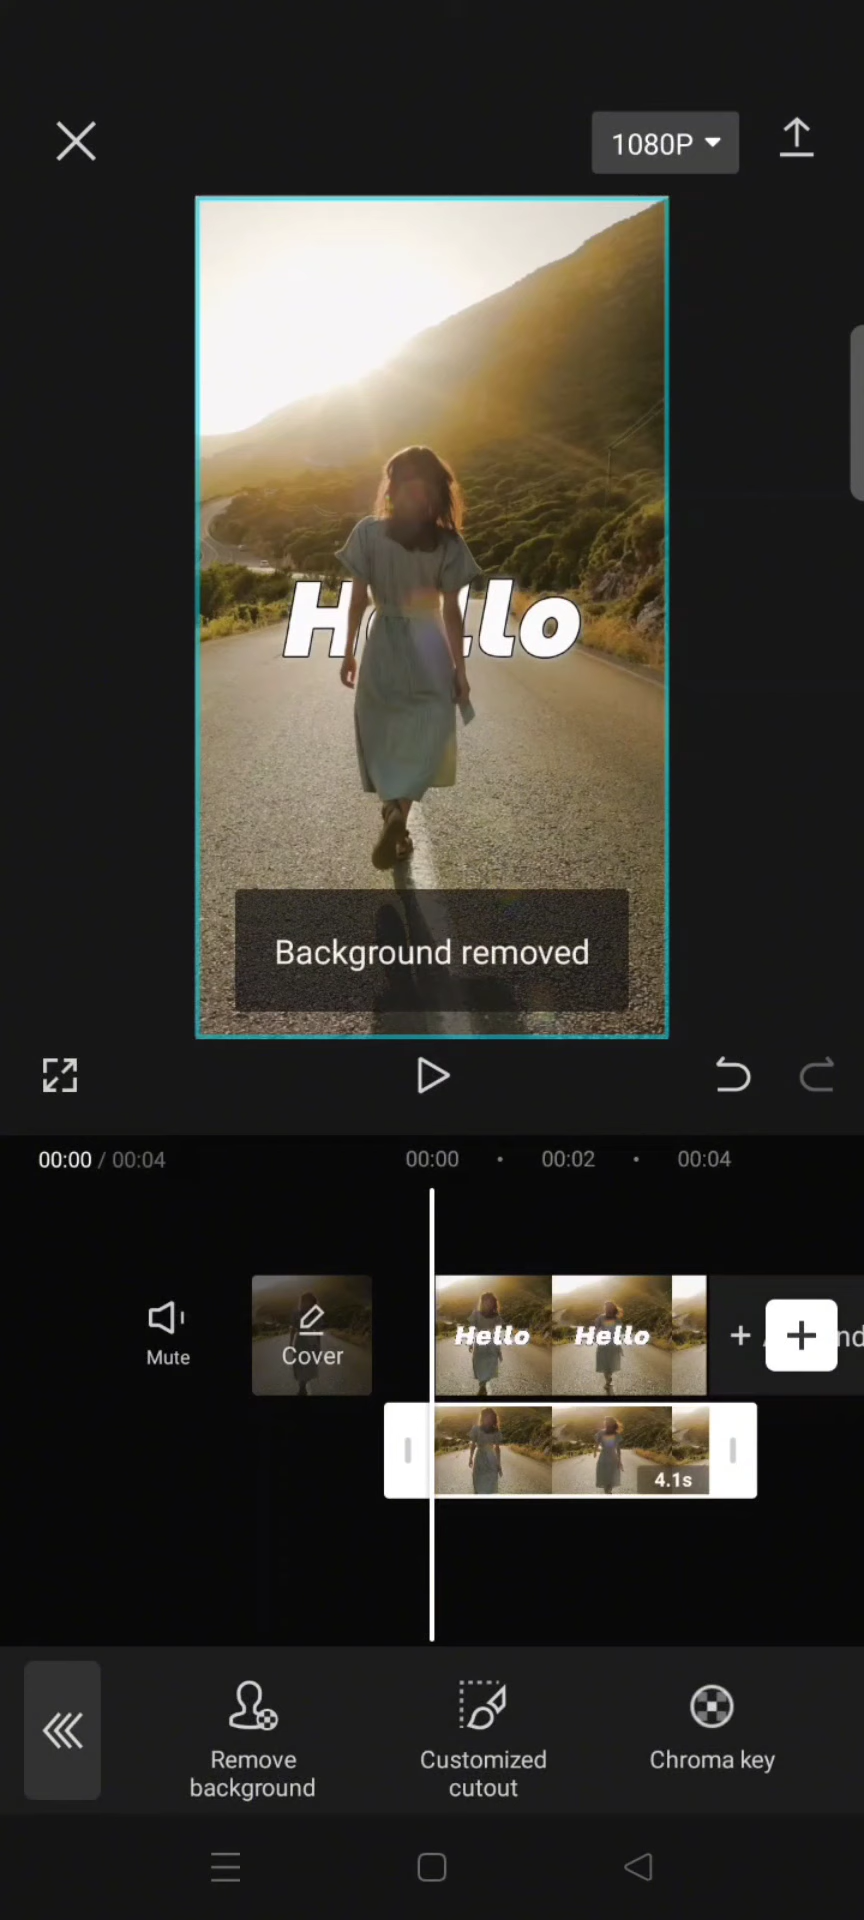 1080P
Hello
Background removed
00:00 / 00:04 00:00 00:02 00:04
Mute
Cover
Hello Hello
4.1s
Remove background
Customized cutout
Chroma key